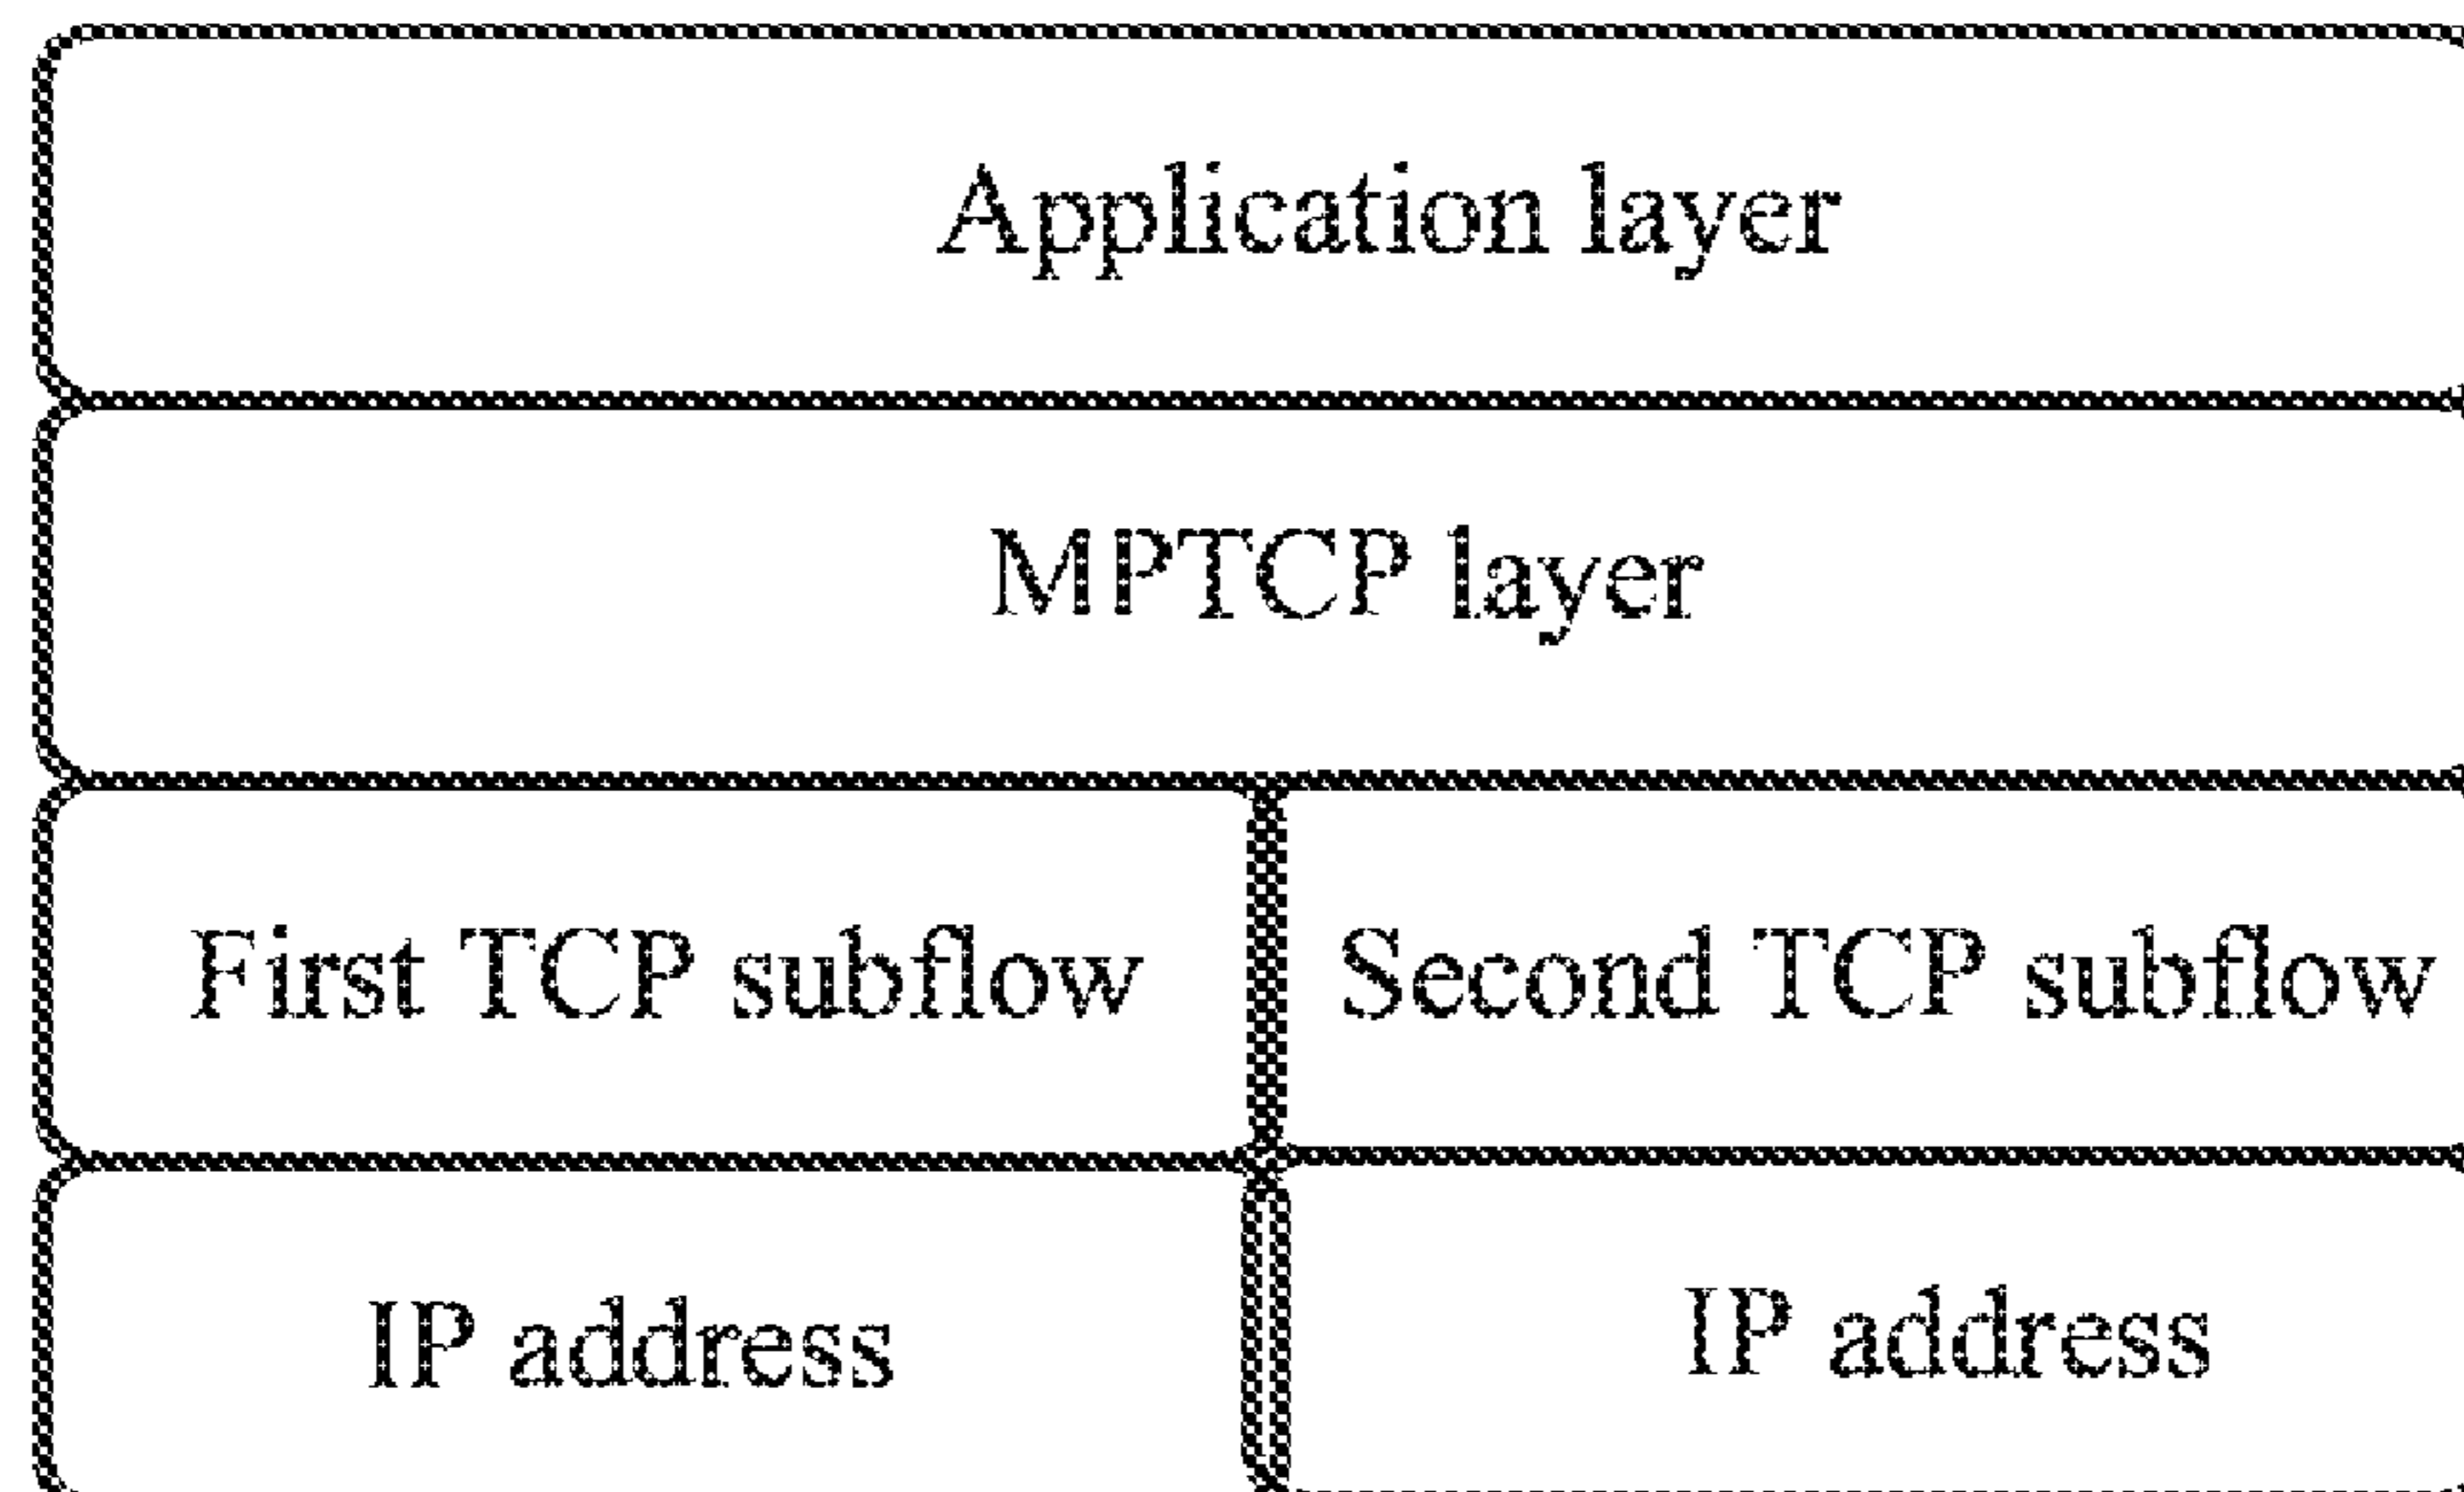 Application layer
MPTCP layer
First TCP subflow
Second TCP subflow
IP address
IP address